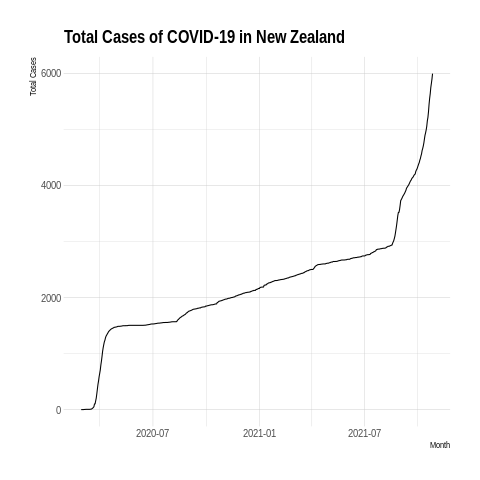 Total Cases of COVID-19 in New Zealand
Total Cases
6000
4000
2000
0
2020-07
2021-01
2021-07
Month